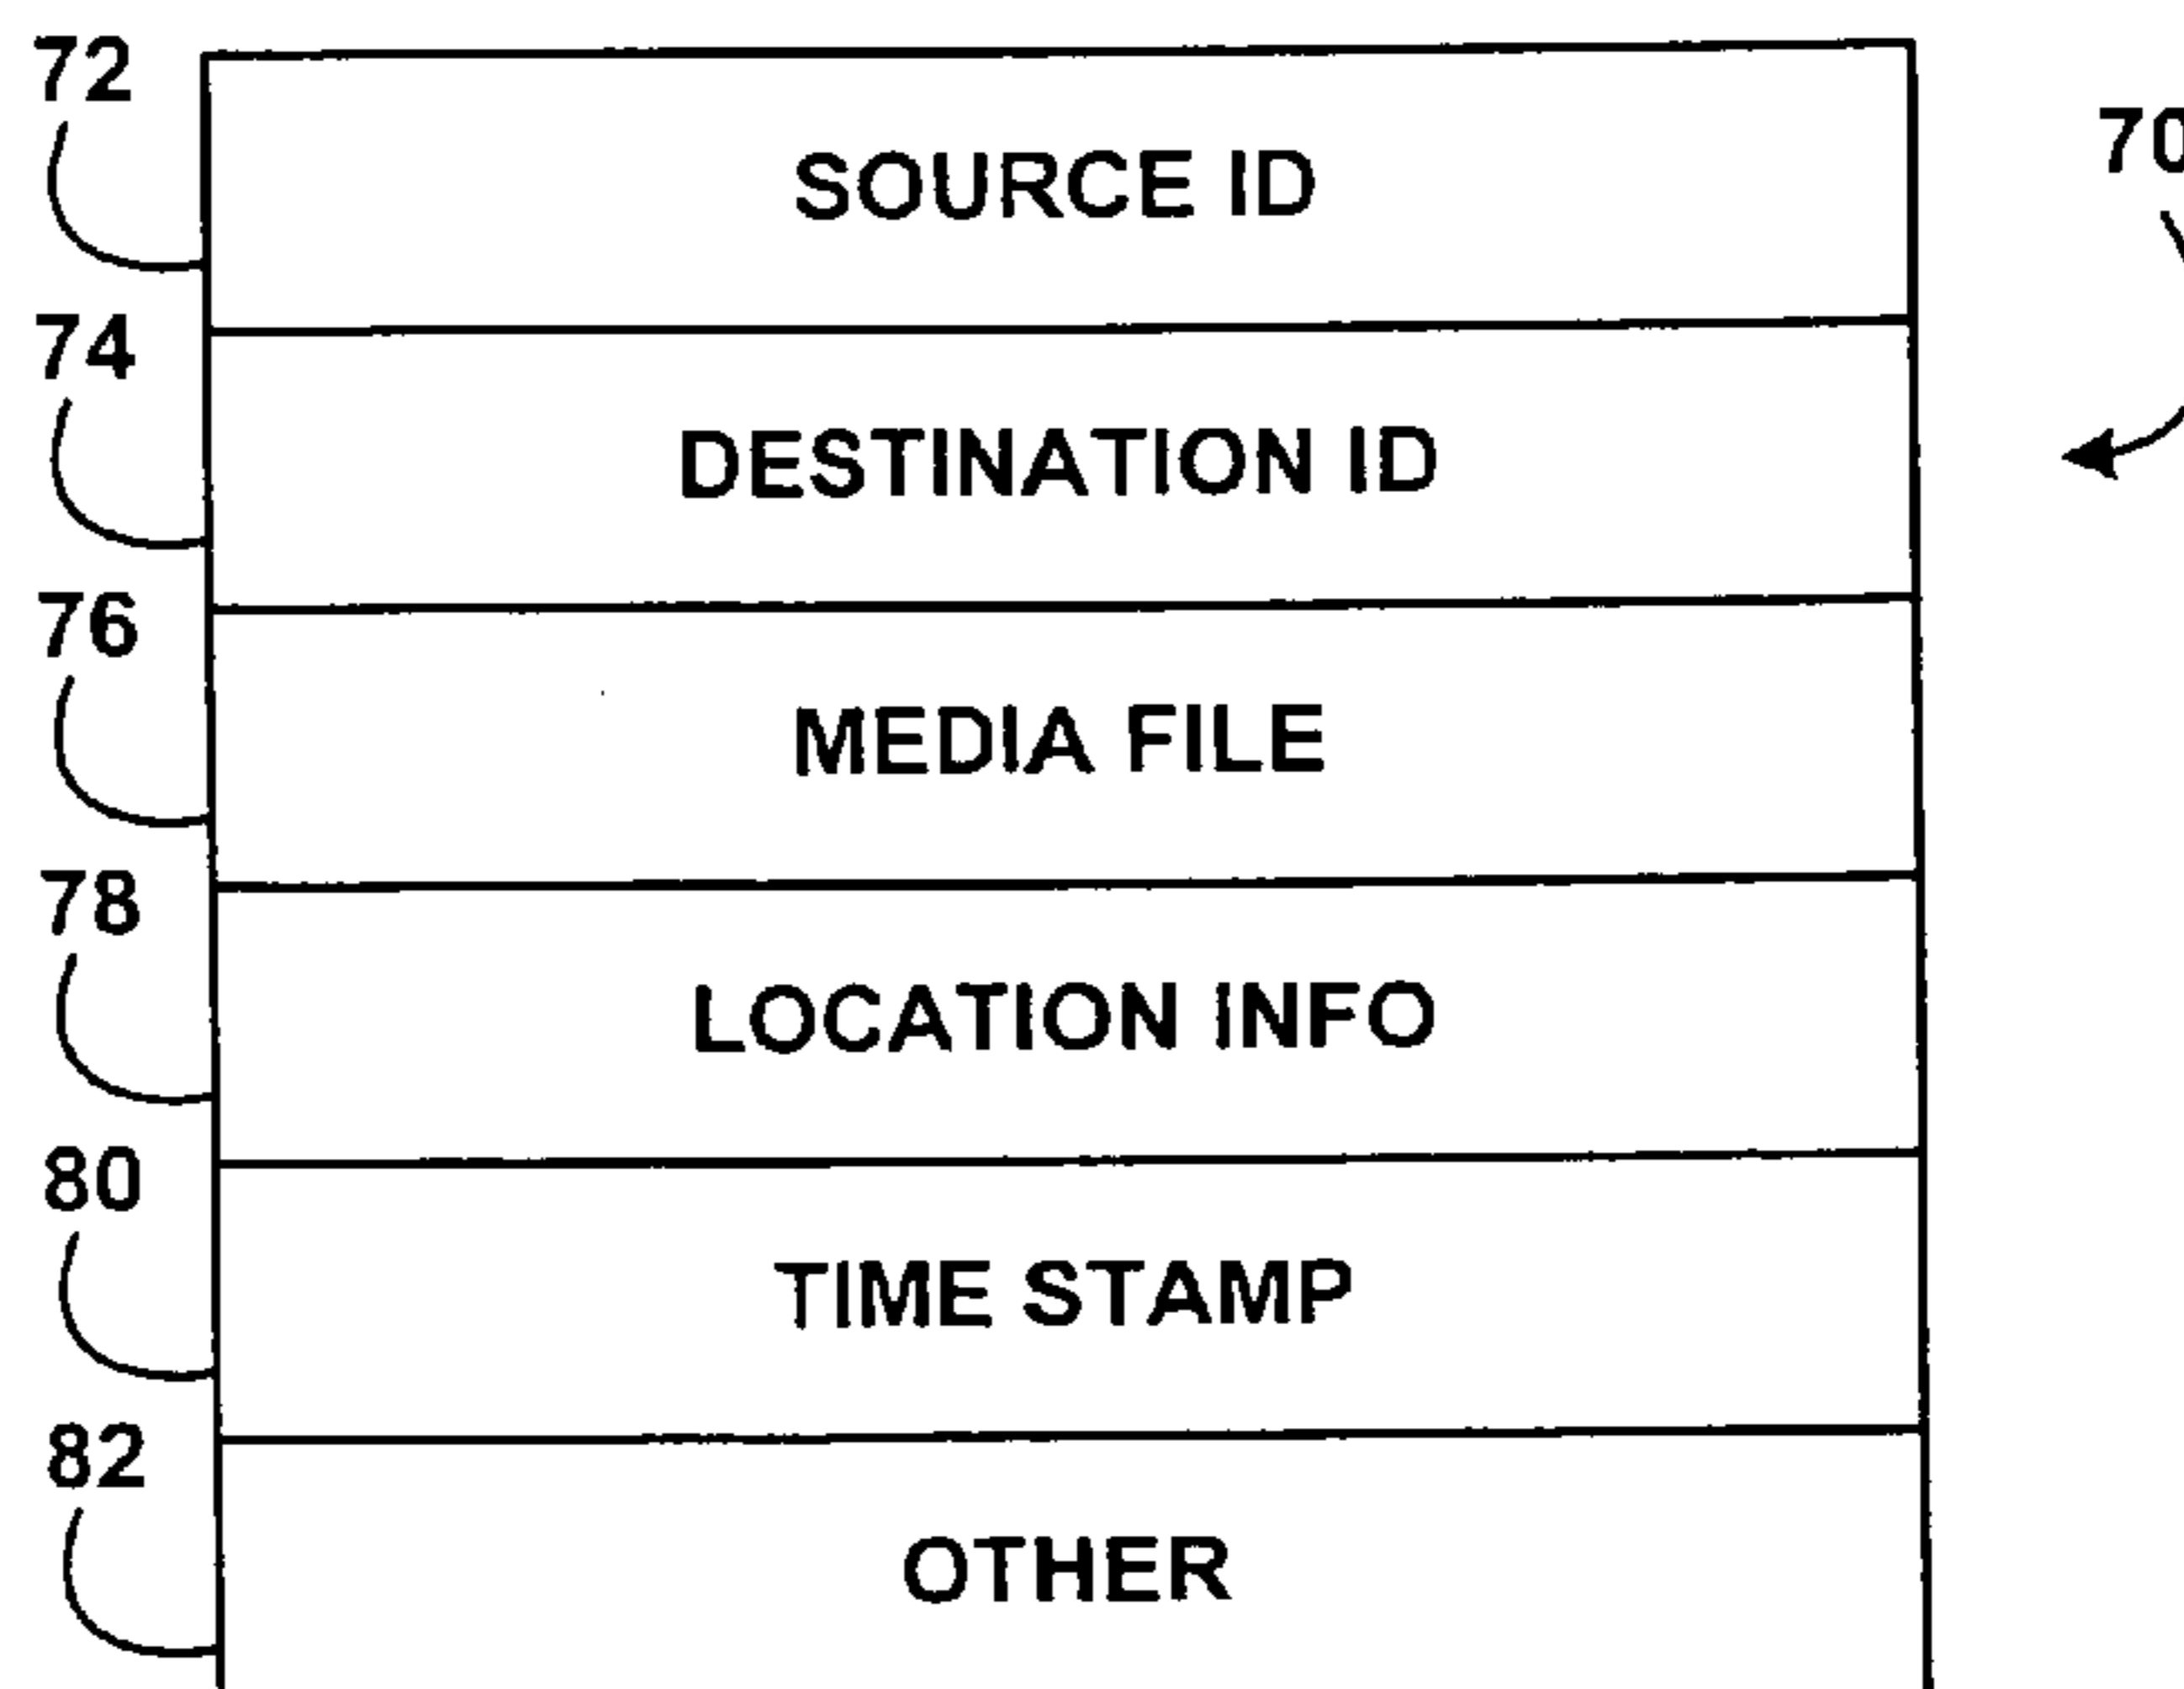 72
SOURCE ID
70
74
DESTINATION ID
76
MEDIA FILE
78
LOCATION INFO
80
TIME STAMP
82
OTHER